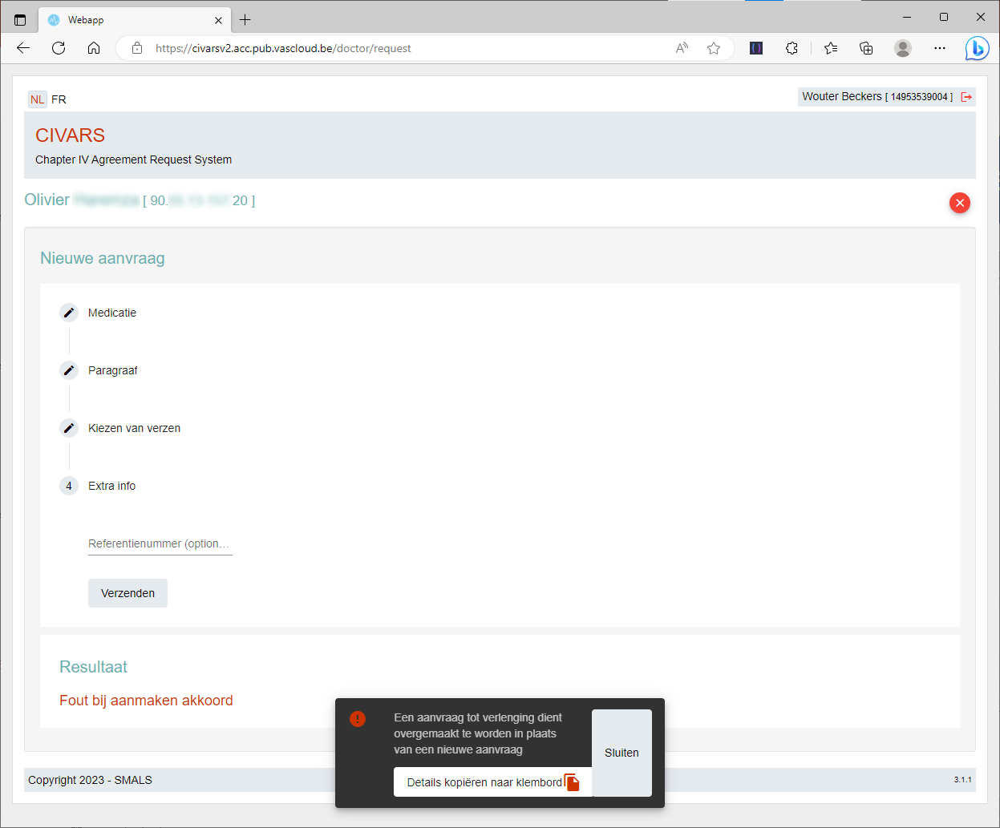 Webapp
https://civarsv2.acc.pub.vascloud.be/doctor/request
NL FR
Wouter Beckers [ 14953539004 ]
CIVARS
Chapter IV Agreement Request System
Olivier [ 90. 20 ]
Nieuwe aanvraag
Medicatie
Paragraaf
Kiezen van verzen
4 Extra info
Referentienummer (option...
Verzenden
Resultaat
Fout bij aanmaken akkoord
Een aanvraag tot verlenging dient
overgemaakt te worden in plaats
van een nieuwe aanvraag
Sluiten
Details kopiëren naar klembord
Copyright 2023 - SMALS
3.1.1